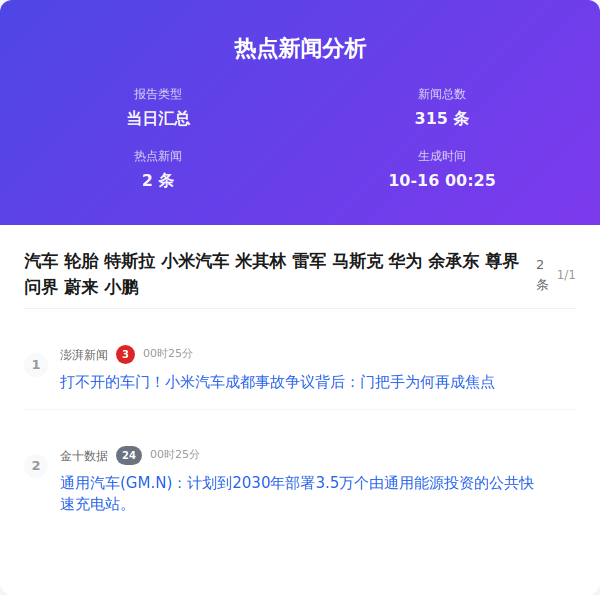 热点新闻分析
报告类型
当日汇总
新闻总数
315 条
热点新闻
2 条
生成时间
10-16 00:25
汽车 轮胎 特斯拉 小米汽车 米其林 雷军 马斯克 华为 余承东 尊界
问界 蔚来 小鹏
2
条
1/1
1
澎湃新闻 3 00时25分
打不开的车门！小米汽车成都事故争议背后：门把手为何再成焦点
2
金十数据 24 00时25分
通用汽车(GM.N)：计划到2030年部署3.5万个由通用能源投资的公共快
速充电站。